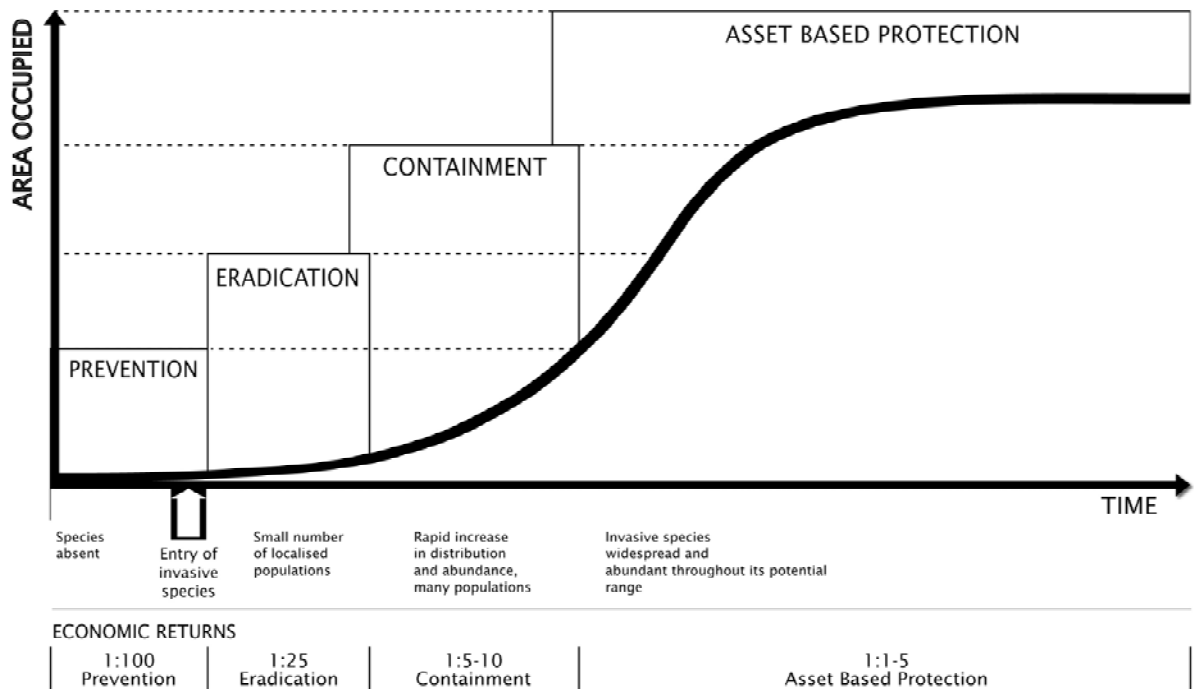 AREA OCCUPIED
ASSET BASED PROTECTION
CONTAINMENT
ERADICATION
PREVENTION
TIME
Species
absent
Entry of
invasive
species
Small number
of localised
populations
Rapid increase
in distribution
and abundance,
many populations
Invasive species
widespread and
abundant throughout its potential
range
ECONOMIC RETURNS
1:100
Prevention
1:25
Eradication
1:5-10
Containment
1:1-5
Asset Based Protection